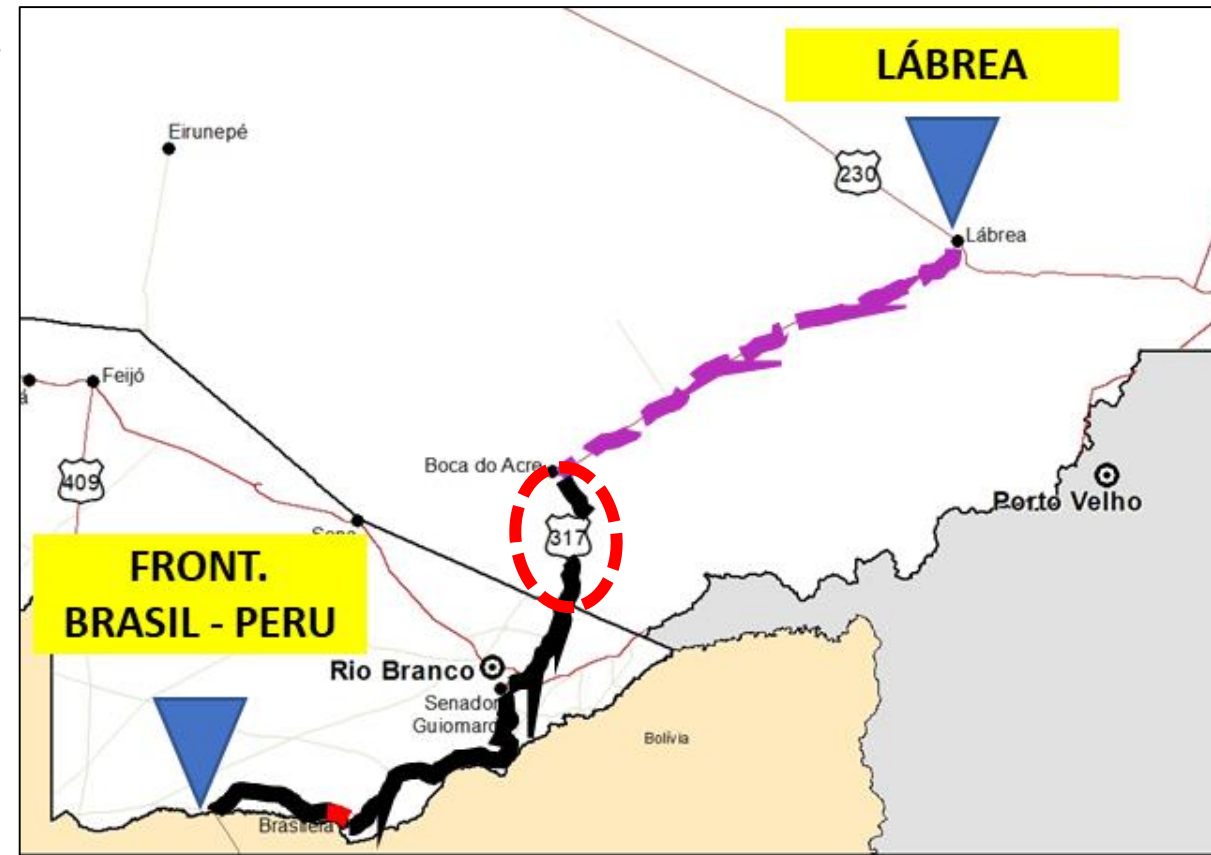 LÁBREA
Eirunepé
230
Lábrea
Feijó
Boca do Acre
409
Porto Velho
317
FRONT.
BRASIL - PERU
Rio Branco
Senador
Guiomard
Bolívia
Brasileia